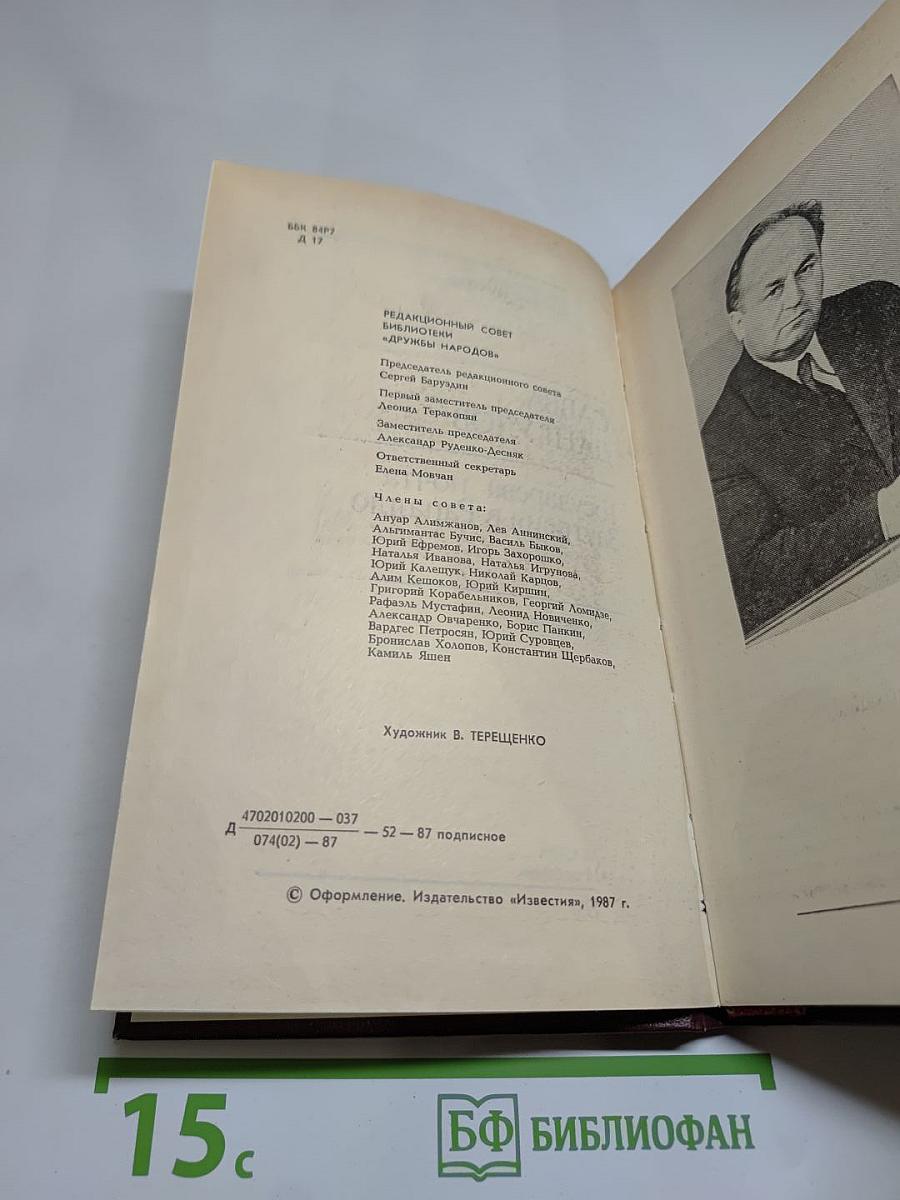 ББК 84Р7
Д 17
РЕДАКЦИОННЫЙ СОВЕТ
БИБЛИОТЕКИ
«ДРУЖБЫ НАРОДОВ»
Председатель редакционного совета
Сергей Баруздин
Первый заместитель председателя
Леонид Теракопян
Заместитель председателя
Александр Руденко-Десняк
Ответственный секретарь
Елена Мовчан
Члены совета:
Ануар Алимжанов, Лев Аннинский,
Альгимантас Бучис, Василь Быков,
Юрий Ефремов, Игорь Захорошко,
Наталья Иванова, Наталья Игрунова,
Юрий Калещук, Николай Карцов,
Алим Кешоков, Юрий Киршин,
Григорий Корабельников, Георгий Ломидзе,
Рафаэль Мустафин, Леонид Новиченко,
Александр Овчаренко, Борис Панкин,
Вардгес Петросян, Юрий Суровцев,
Бронислав Холопов, Константин Щербаков,
Камиль Яшен
Художник В. ТЕРЕЩЕНКО
4702010200 — 037
Д — 52 — 87 подписное
074(02) — 87
© Оформление. Издательство «Известия», 1987 г.
15 с
БФ БИБЛИОФАН